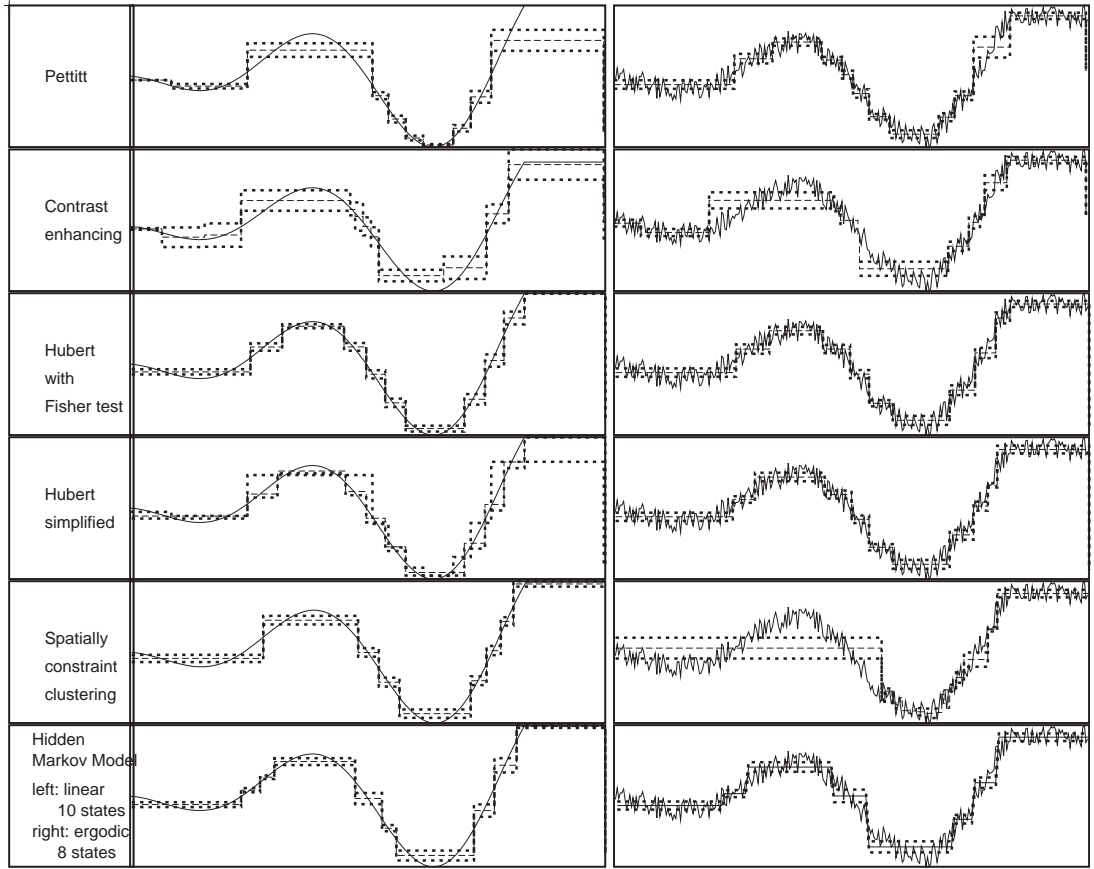 Pettitt
Contrast
enhancing
Hubert
with
Fisher test
Hubert
simplified
Spatially
constraint
clustering
Hidden
Markov Model
left: linear
10 states
right: ergodic
8 states